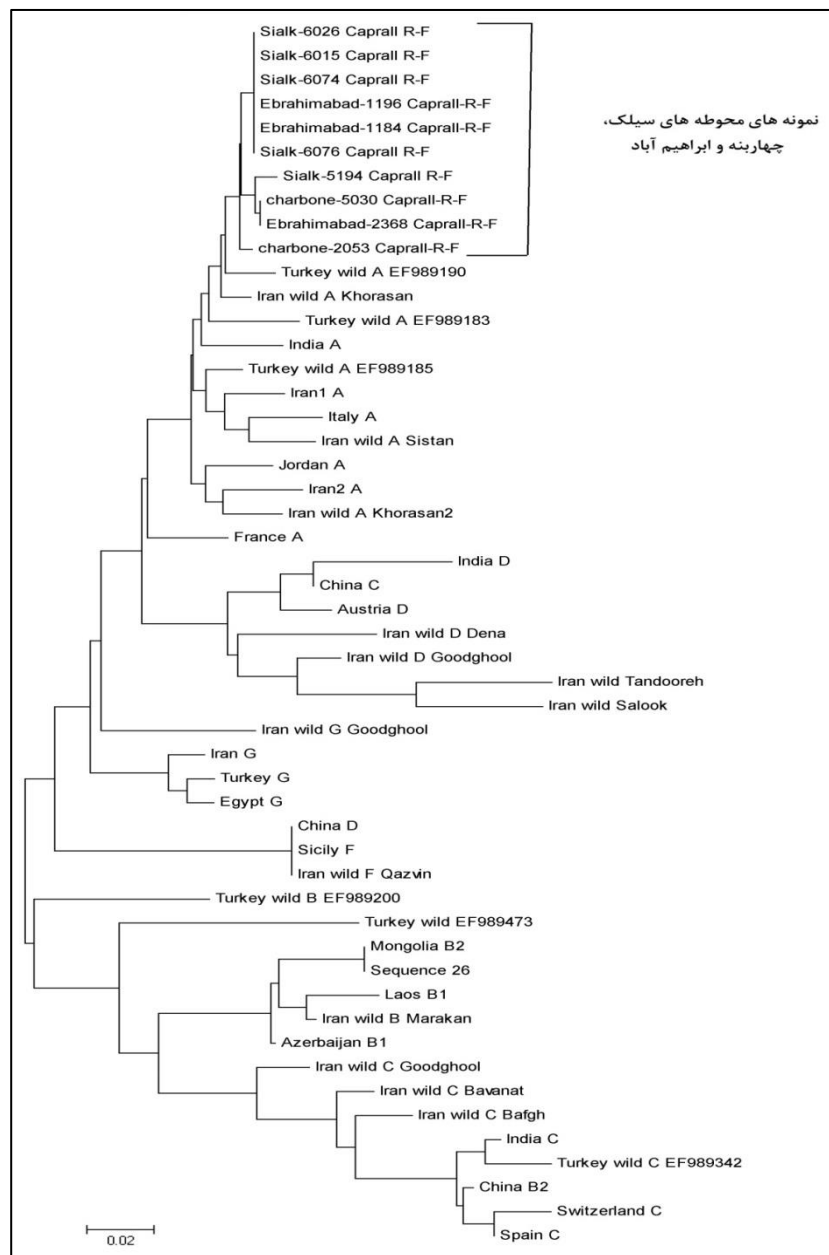 Sialk-6026 Caprall R-F
Sialk-6015 Caprall R-F
Sialk-6074 Caprall R-F
Ebrahimabad-1196 Caprall-R-F
Ebrahimabad-1184 Caprall-R-F
Sialk-6076 Caprall R-F
Sialk-5194 Caprall R-F
charbone-5030 Caprall-R-F
Ebrahimabad-2368 Caprall-R-F
charbone-2053 Caprall-R-F
نمونه های محوطه های سیلک،
چهاربنه و ابراهیم آباد
Turkey wild A EF989190
Iran wild A Khorasan
Turkey wild A EF989183
India A
Turkey wild A EF989185
Iran1 A
Italy A
Iran wild A Sistan
Jordan A
Iran2 A
Iran wild A Khorasan2
France A
India D
China C
Austria D
Iran wild D Dena
Iran wild D Goodghool
Iran wild Tandooreh
Iran wild Salook
Iran wild G Goodghool
Iran G
Turkey G
Egypt G
China D
Sicily F
Iran wild F Qazvin
Turkey wild B EF989200
Turkey wild EF989473
Mongolia B2
Sequence 26
Laos B1
Iran wild B Marakan
Azerbaijan B1
Iran wild C Goodghool
Iran wild C Bavanat
Iran wild C Bafgh
India C
Turkey wild C EF989342
China B2
Switzerland C
Spain C
0.02